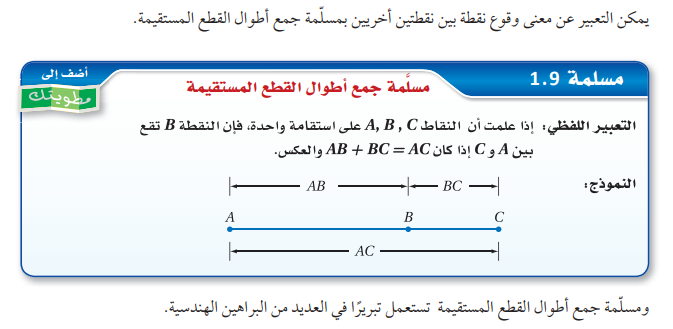 يمكن التعبير عن معنى وقوع نقطة بين نقطتين أخريين بمسلّمة جمع أطوال القطع المستقيمة.
مسلمة 1.9
مسلَّمة جمع أطوال القطع المستقيمة
أضف إلى
مطويتك
التعبير اللفظي: إذا علمت أن النقاط A, B , C على استقامة واحدة، فإن النقطة B تقع
بين A و C إذا كان AB + BC = AC والعكس.
النموذج:
AB BC
A B C
AC
ومسلّمة جمع أطوال القطع المستقيمة تستعمل تبريرًا في العديد من البراهين الهندسية.